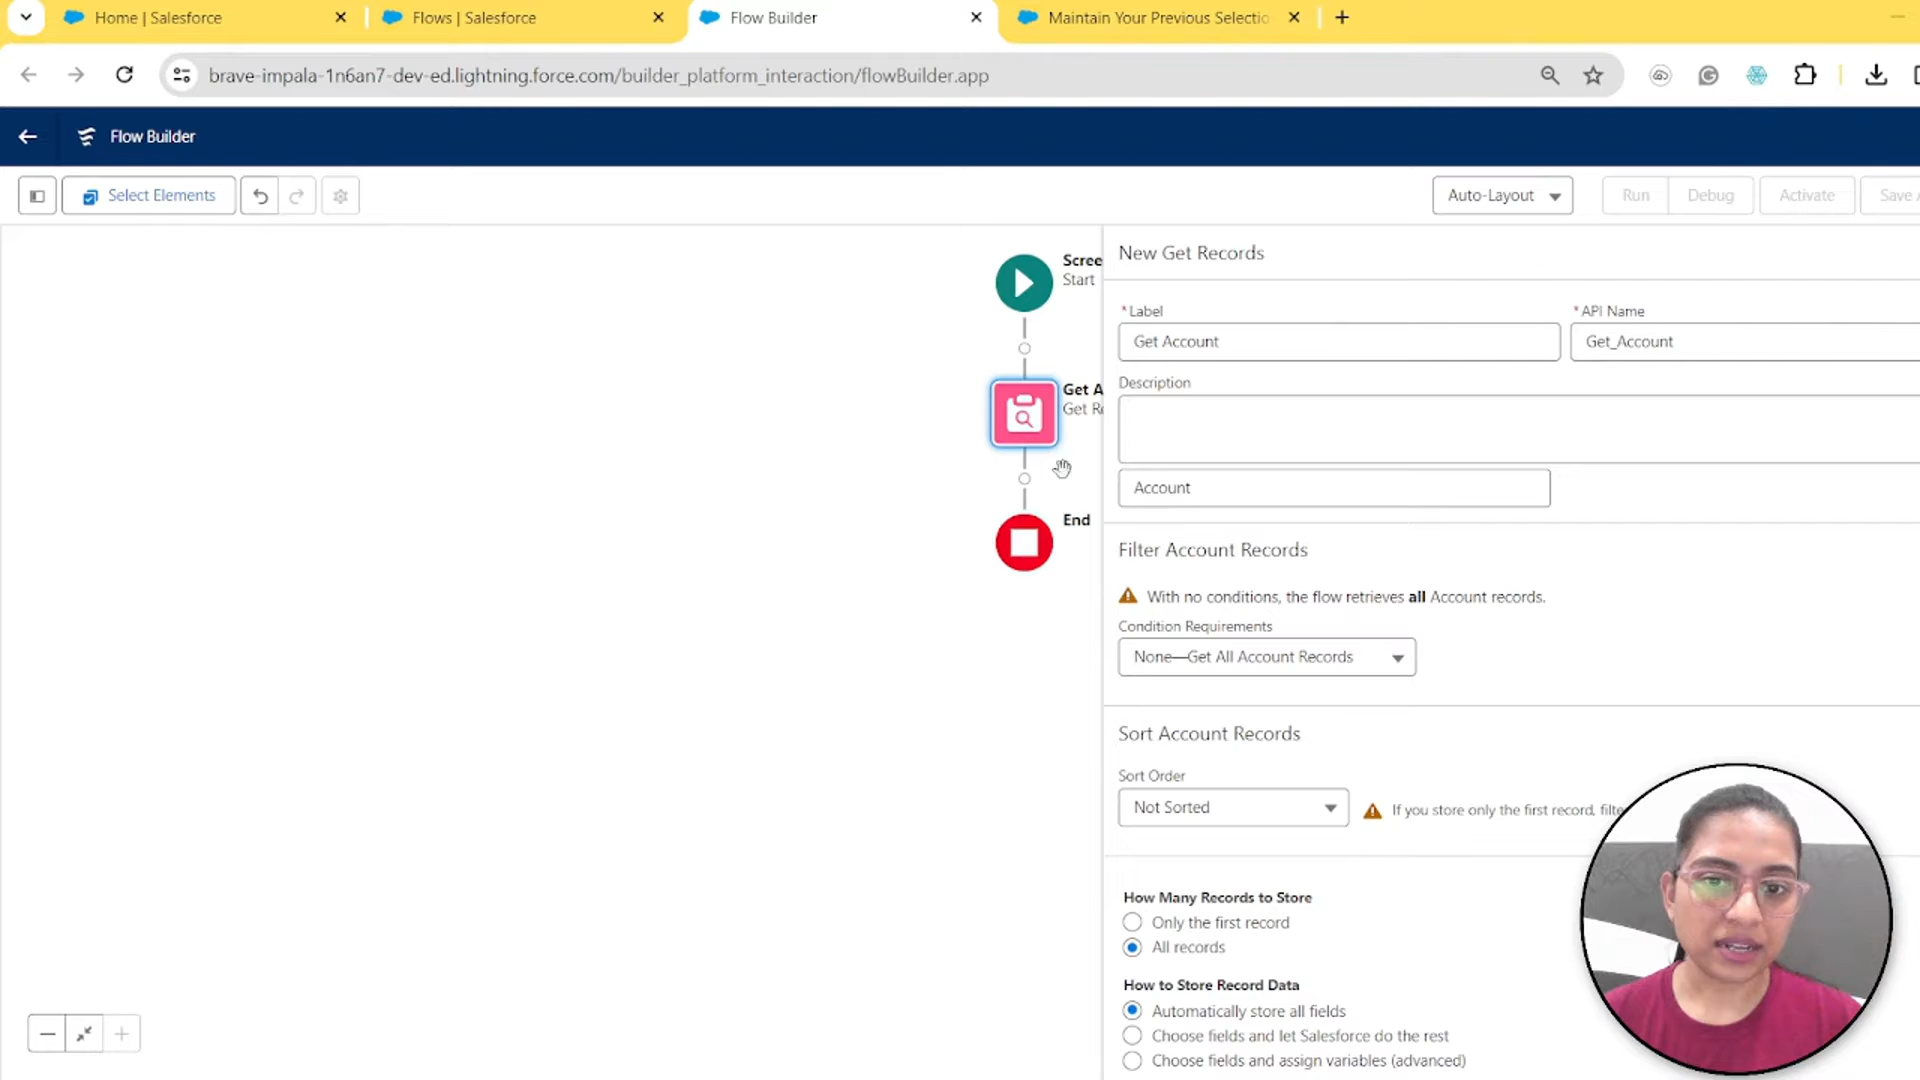 Home | Salesforce
Flows | Salesforce
Flow Builder
Maintain Your Previous Selectio
brave-impala-1n6an7-dev-ed.lightning.force.com/builder_platform_interaction/flowBuilder.app
Flow Builder
Select Elements
Auto-Layout
Run
Debug
Activate
Save A
Scree
Start
Get A
Get Re
End
New Get Records
*Label
*API Name
Get Account
Get_Account
Description
Account
Filter Account Records
With no conditions, the flow retrieves all Account records.
Condition Requirements
None—Get All Account Records
Sort Account Records
Sort Order
Not Sorted
If you store only the first record, filte
How Many Records to Store
Only the first record
All records
How to Store Record Data
Automatically store all fields
Choose fields and let Salesforce do the rest
Choose fields and assign variables (advanced)